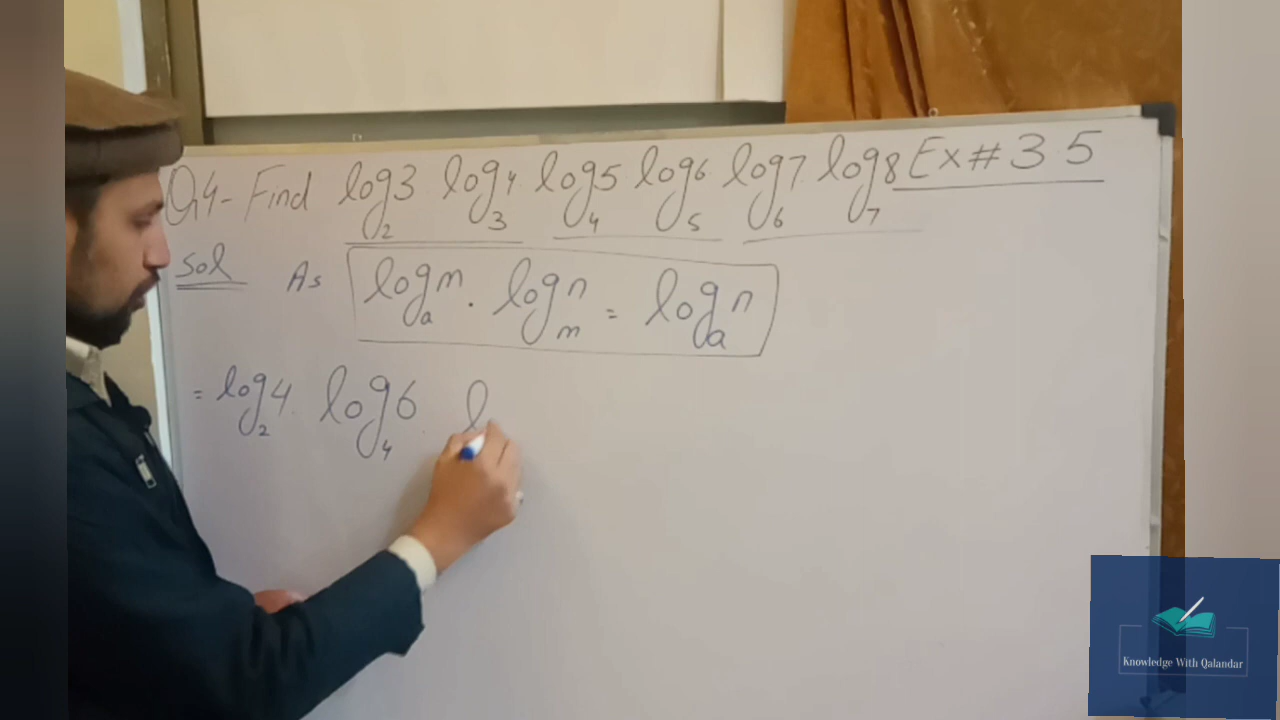 Q4- Find log₂3 log₃4 log₄5 log₅6 log₆7 log₇8 Ex # 3.5
Sol As logₐm . logₘn = logₐn
= log₂4 . log₄6 . l
Knowledge With Qalandar